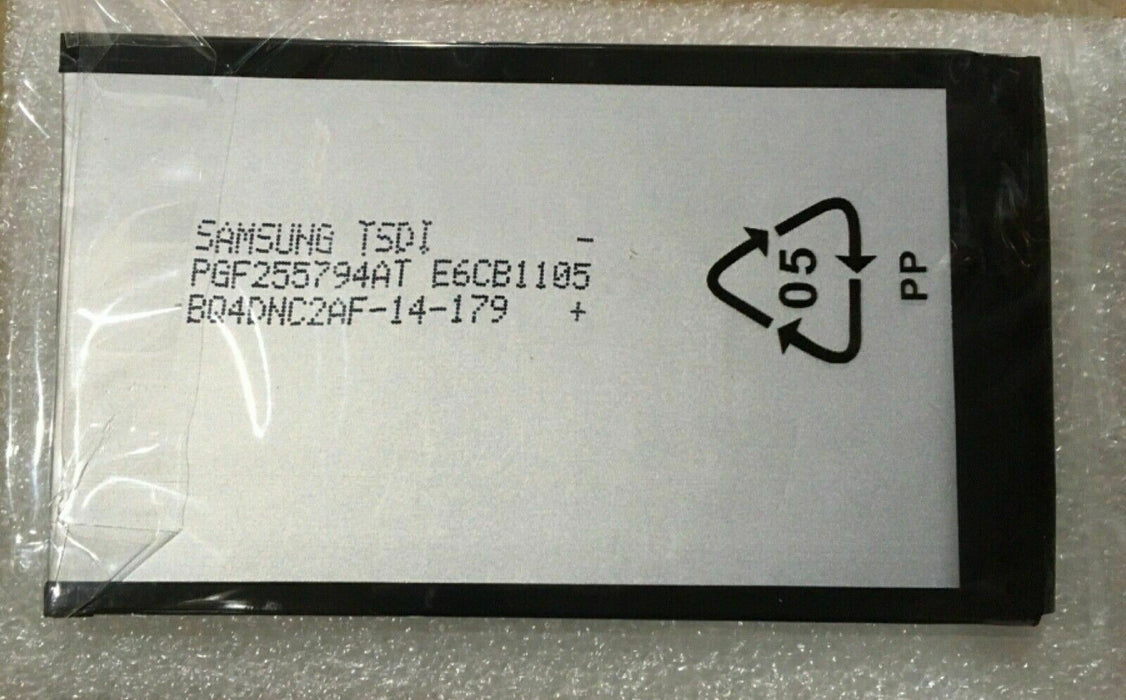 SAMSUNG TSDI -
PGF255794AT E6CB1105
BQ4DNC2AF-14-179 +
05
PP